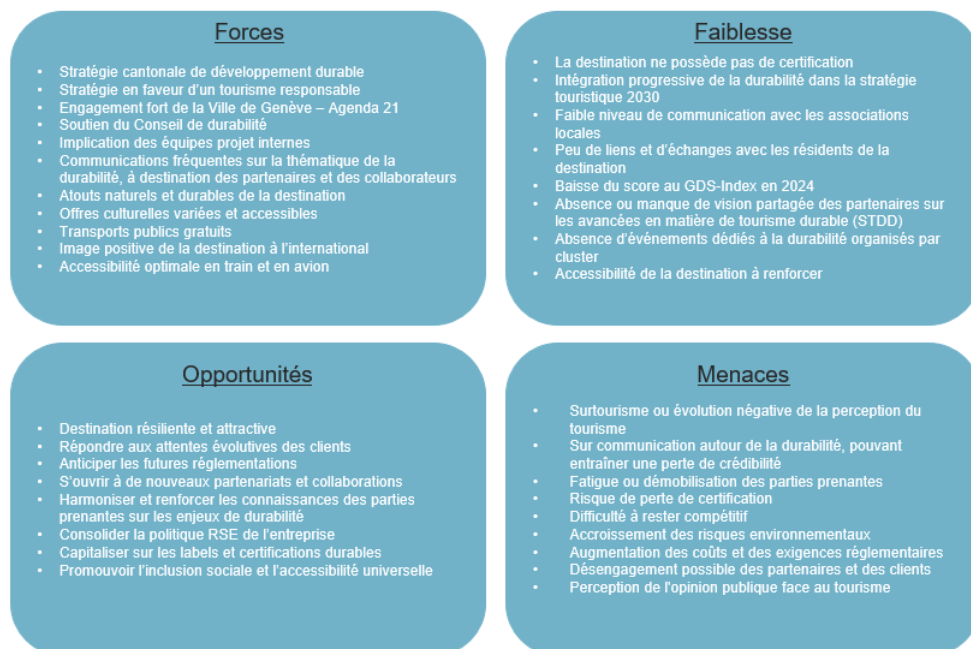 Forces
• Stratégie cantonale de développement durable
• Stratégie en faveur d'un tourisme responsable
• Engagement fort de la Ville de Genève – Agenda 21
• Soutien du Conseil de durabilité
• Implication des équipes projet internes
• Communications fréquentes sur la thématique de la
durabilité, à destination des partenaires et des collaborateurs
• Atouts naturels et durables de la destination
• Offres culturelles variées et accessibles
• Transports publics gratuits
• Image positive de la destination à l'international
• Accessibilité optimale en train et en avion
Faiblesse
• La destination ne possède pas de certification
• Intégration progressive de la durabilité dans la stratégie
touristique 2030
• Faible niveau de communication avec les associations
locales
• Peu de liens et d'échanges avec les résidents de la
destination
• Baisse du score au GDS-Index en 2024
• Absence ou manque de vision partagée des partenaires sur
les avancées en matière de tourisme durable (STDD)
• Absence d'événements dédiés à la durabilité organisés par
cluster
• Accessibilité de la destination à renforcer
Opportunités
• Destination résiliente et attractive
• Répondre aux attentes évolutives des clients
• Anticiper les futures réglementations
• S'ouvrir à de nouveaux partenariats et collaborations
• Harmoniser et renforcer les connaissances des parties
prenantes sur les enjeux de durabilité
• Consolider la politique RSE de l'entreprise
• Capitaliser sur les labels et certifications durables
• Promouvoir l'inclusion sociale et l'accessibilité universelle
Menaces
• Surtourisme ou évolution négative de la perception du
tourisme
• Sur communication autour de la durabilité, pouvant
entraîner une perte de crédibilité
• Fatigue ou démobilisation des parties prenantes
• Risque de perte de certification
• Difficulté à rester compétitif
• Accroissement des risques environnementaux
• Augmentation des coûts et des exigences réglementaires
• Désengagement possible des partenaires et des clients
• Perception de l'opinion publique face au tourisme